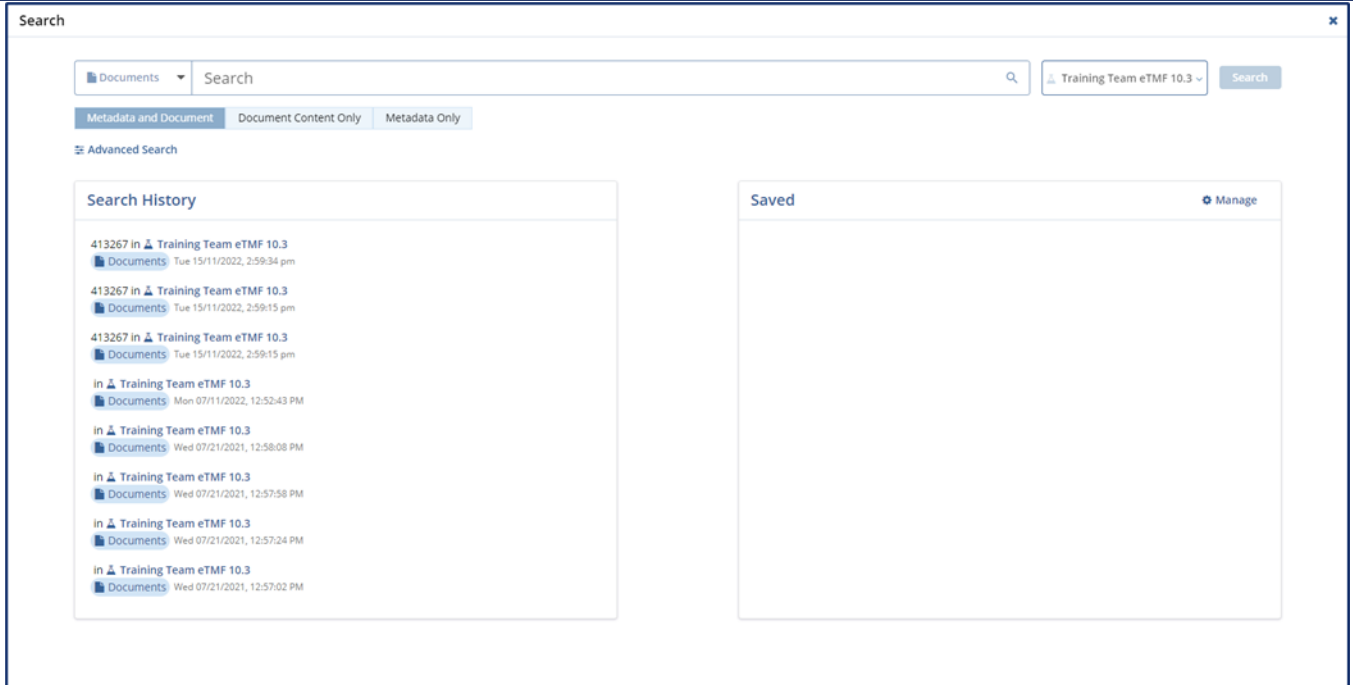 Search
Documents Search Training Team eTMF 10.3 Search
Metadata and Document Document Content Only Metadata Only
Advanced Search
Search History
413267 in Training Team eTMF 10.3
Documents Tue 15/11/2022, 2:59:34 pm
413267 in Training Team eTMF 10.3
Documents Tue 15/11/2022, 2:59:15 pm
413267 in Training Team eTMF 10.3
Documents Tue 15/11/2022, 2:59:15 pm
in Training Team eTMF 10.3
Documents Mon 07/11/2022, 12:52:43 PM
in Training Team eTMF 10.3
Documents Wed 07/21/2021, 12:58:08 PM
in Training Team eTMF 10.3
Documents Wed 07/21/2021, 12:57:58 PM
in Training Team eTMF 10.3
Documents Wed 07/21/2021, 12:57:24 PM
in Training Team eTMF 10.3
Documents Wed 07/21/2021, 12:57:02 PM
Saved Manage